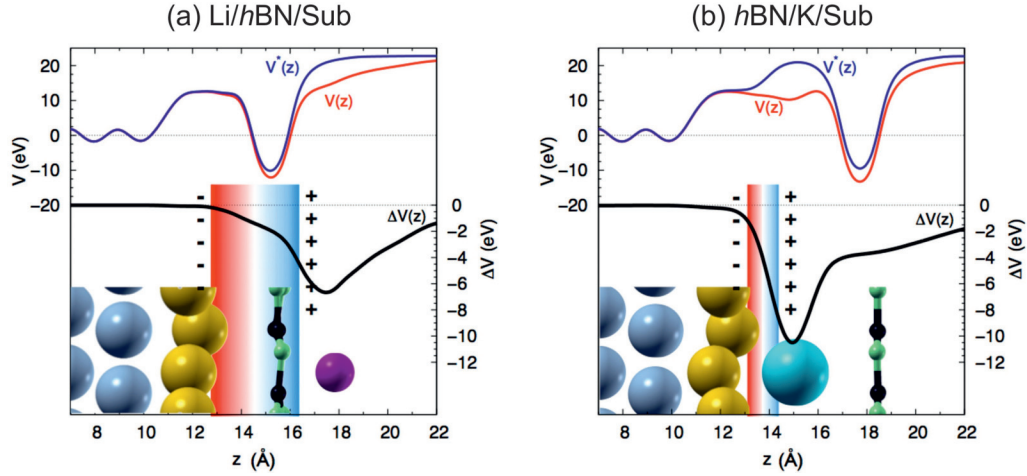 (a) Li/hBN/Sub
(b) hBN/K/Sub
V*(z)
V(z)
20
10
0
−10
−20
V (eV)
ΔV(z)
0
−2
−4
−6
−8
−10
−12
ΔV (eV)
- + 
- +
- +
- +
- +
+
8 10 12 14 16 18 20 22
z (Å)
V*(z)
V(z)
20
10
0
−10
−20
V (eV)
ΔV(z)
0
−2
−4
−6
−8
−10
−12
ΔV (eV)
- +
- +
- +
- +
- +
+
8 10 12 14 16 18 20 22
z (Å)